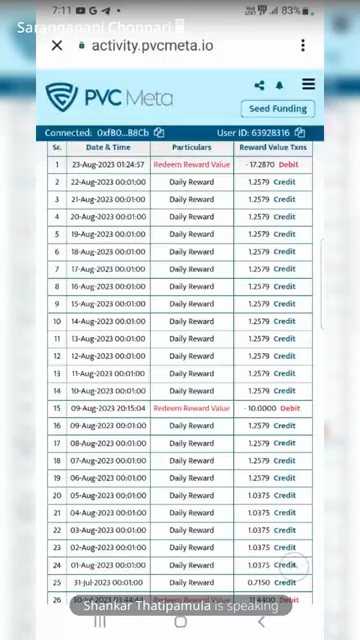 7:11 83%
Sarangapani Choppari
activity.pvcmeta.io
PVC Meta
Seed Funding
Connected: 0xfB0...B8Cb User ID: 63928316
Sr. Date & Time Particulars Reward Value Txns
1 23-Aug-2023 01:24:57 Redeem Reward Value - 17.2870 Debit
2 22-Aug-2023 00:01:00 Daily Reward 1.2579 Credit
3 21-Aug-2023 00:01:00 Daily Reward 1.2579 Credit
4 20-Aug-2023 00:01:00 Daily Reward 1.2579 Credit
5 19-Aug-2023 00:01:00 Daily Reward 1.2579 Credit
6 18-Aug-2023 00:01:00 Daily Reward 1.2579 Credit
7 17-Aug-2023 00:01:00 Daily Reward 1.2579 Credit
8 16-Aug-2023 00:01:00 Daily Reward 1.2579 Credit
9 15-Aug-2023 00:01:00 Daily Reward 1.2579 Credit
10 14-Aug-2023 00:01:00 Daily Reward 1.2579 Credit
11 13-Aug-2023 00:01:00 Daily Reward 1.2579 Credit
12 12-Aug-2023 00:01:00 Daily Reward 1.2579 Credit
13 11-Aug-2023 00:01:00 Daily Reward 1.2579 Credit
14 10-Aug-2023 00:01:00 Daily Reward 1.2579 Credit
15 09-Aug-2023 20:15:04 Redeem Reward Value - 10.0000 Debit
16 09-Aug-2023 00:01:00 Daily Reward 1.2579 Credit
17 08-Aug-2023 00:01:00 Daily Reward 1.2579 Credit
18 07-Aug-2023 00:01:00 Daily Reward 1.2579 Credit
19 06-Aug-2023 00:01:00 Daily Reward 1.2579 Credit
20 05-Aug-2023 00:01:00 Daily Reward 1.0375 Credit
21 04-Aug-2023 00:01:00 Daily Reward 1.0375 Credit
22 03-Aug-2023 00:01:00 Daily Reward 1.0375 Credit
23 02-Aug-2023 00:01:00 Daily Reward 1.0375 Credit
24 01-Aug-2023 00:01:00 Daily Reward 1.0375 Credit
25 31-Jul-2023 00:01:00 Daily Reward 0.7150 Credit
26 Debit
Shankar Thatipamula is speaking